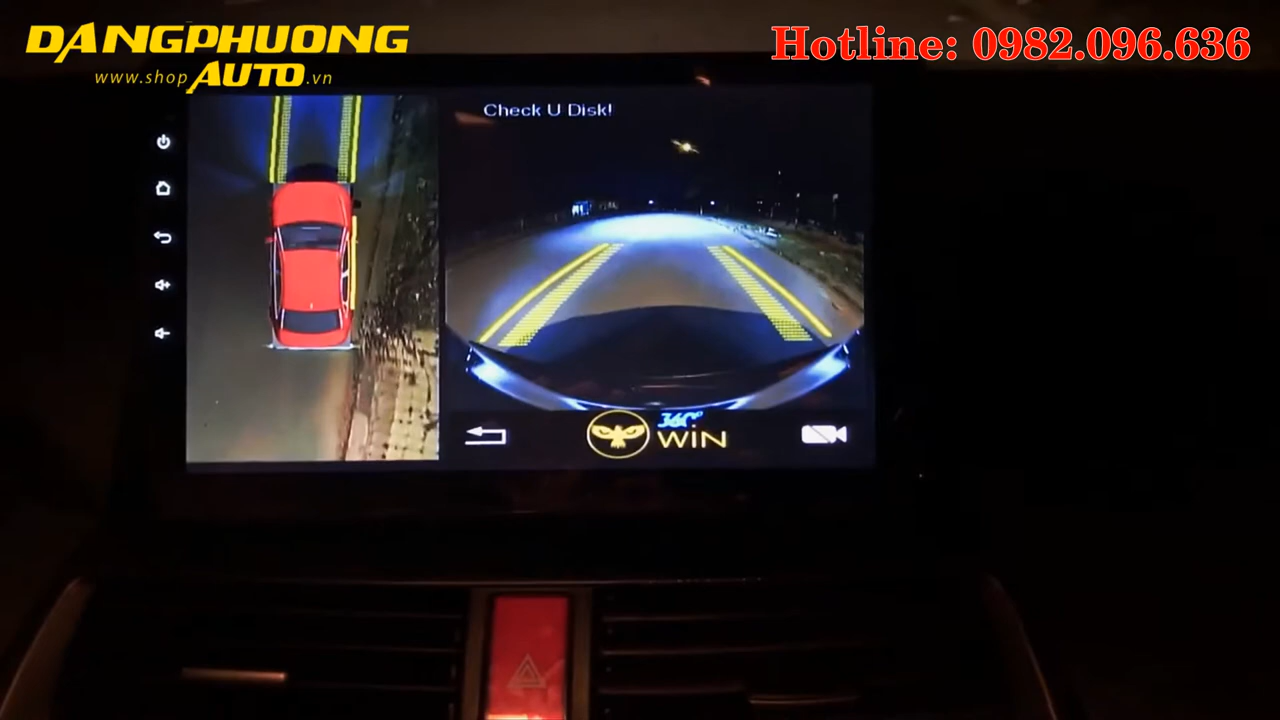 DANGPHUONG
www.shop AUTO.vn
Hotline: 0982.096.636
Check U Disk!
360°
WiN